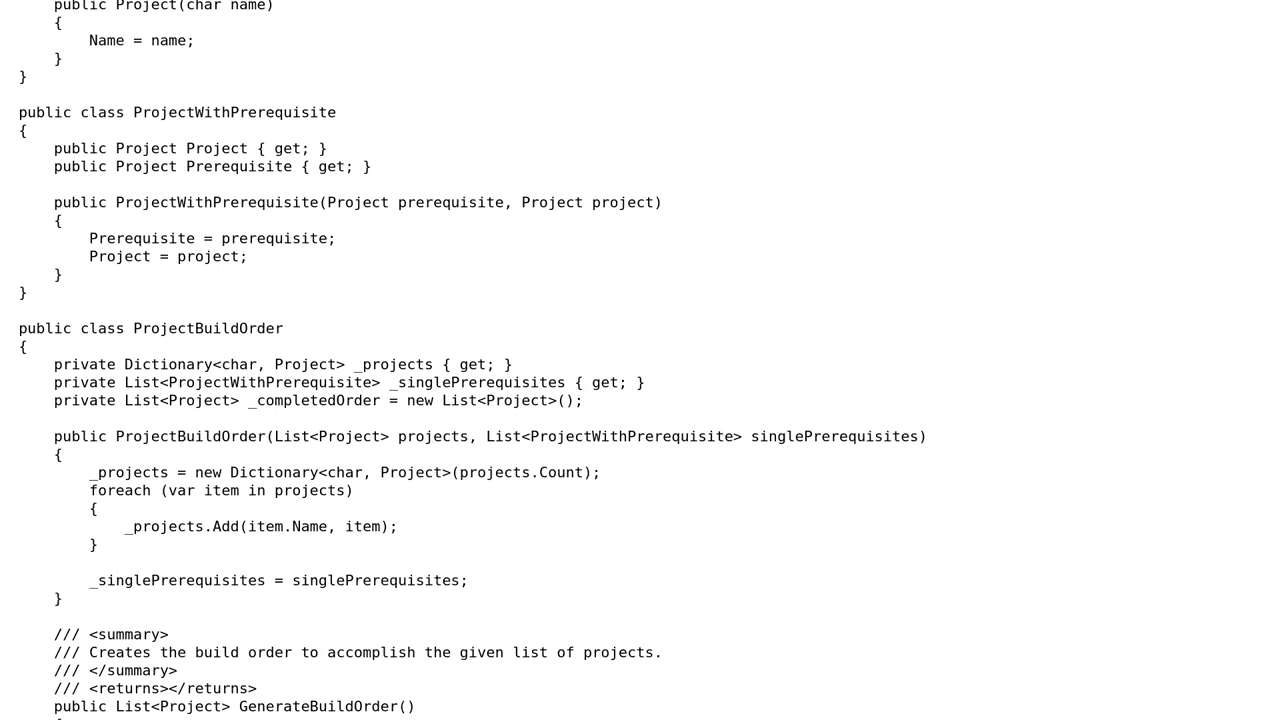 public Project(char name)
    {
        Name = name;
    }
}

public class ProjectWithPrerequisite
{
    public Project Project { get; }
    public Project Prerequisite { get; }

    public ProjectWithPrerequisite(Project prerequisite, Project project)
    {
        Prerequisite = prerequisite;
        Project = project;
    }
}

public class ProjectBuildOrder
{
    private Dictionary<char, Project> _projects { get; }
    private List<ProjectWithPrerequisite> _singlePrerequisites { get; }
    private List<Project> _completedOrder = new List<Project>();

    public ProjectBuildOrder(List<Project> projects, List<ProjectWithPrerequisite> singlePrerequisites)
    {
        _projects = new Dictionary<char, Project>(projects.Count);
        foreach (var item in projects)
        {
            _projects.Add(item.Name, item);
        }

        _singlePrerequisites = singlePrerequisites;
    }

    /// <summary>
    /// Creates the build order to accomplish the given list of projects.
    /// </summary>
    /// <returns></returns>
    public List<Project> GenerateBuildOrder()